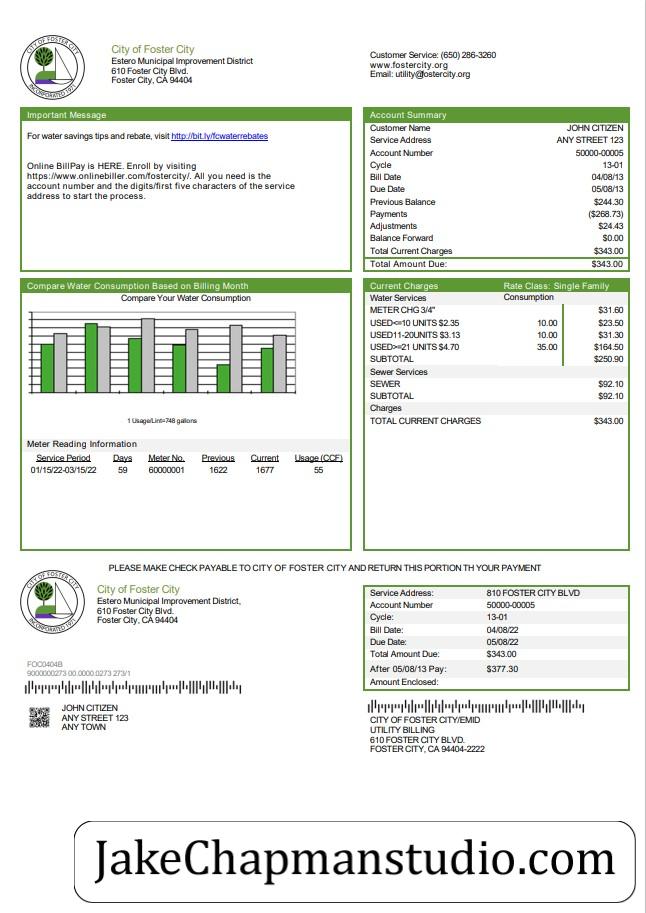 CITY OF FOSTER CITY
INCORPORATED 1971
City of Foster City
Estero Municipal Improvement District
610 Foster City Blvd.
Foster City, CA 94404
Customer Service: (650) 286-3260
www.fostercity.org
Email: utility@fostercity.org
Important Message
For water savings tips and rebate, visit http://bit.ly/fcwaterrebates
Online BillPay is HERE. Enroll by visiting
https://www.onlinebiller.com/fostercity/. All you need is the
account number and the digits/first five characters of the service
address to start the process.
Account Summary
Customer Name JOHN CITIZEN
Service Address ANY STREET 123
Account Number 50000-00005
Cycle 13-01
Bill Date 04/08/13
Due Date 05/08/13
Previous Balance $244.30
Payments ($268.73)
Adjustments $24.43
Balance Forward $0.00
Total Current Charges $343.00
Total Amount Due: $343.00
Compare Water Consumption Based on Billing Month
Compare Your Water Consumption
1 Usage/Lint=748 gallons
Meter Reading Information
Service Period Days Meter No. Previous Current Usage (CCF)
01/15/22-03/15/22 59 60000001 1622 1677 55
Current Charges Rate Class: Single Family
Water Services Consumption
METER CHG 3/4" $31.60
USED<=10 UNITS $2.35 10.00 $23.50
USED11-20UNITS $3.13 10.00 $31.30
USED>=21 UNITS $4.70 35.00 $164.50
SUBTOTAL $250.90
Sewer Services
SEWER $92.10
SUBTOTAL $92.10
Charges
TOTAL CURRENT CHARGES $343.00
PLEASE MAKE CHECK PAYABLE TO CITY OF FOSTER CITY AND RETURN THIS PORTION TH YOUR PAYMENT
CITY OF FOSTER CITY
INCORPORATED 1971
City of Foster City
Estero Municipal Improvement District,
610 Foster City Blvd.
Foster City, CA 94404
Service Address: 810 FOSTER CITY BLVD
Account Number 50000-00005
Cycle: 13-01
Bill Date: 04/08/22
Due Date: 05/08/22
Total Amount Due: $343.00
After 05/08/13 Pay: $377.30
Amount Enclosed:
FOC0404B
9000000273 00.0000.0273 273/1
JOHN CITIZEN
ANY STREET 123
ANY TOWN
CITY OF FOSTER CITY/EMID
UTILITY BILLING
610 FOSTER CITY BLVD.
FOSTER CITY, CA 94404-2222
JakeChapmanstudio.com